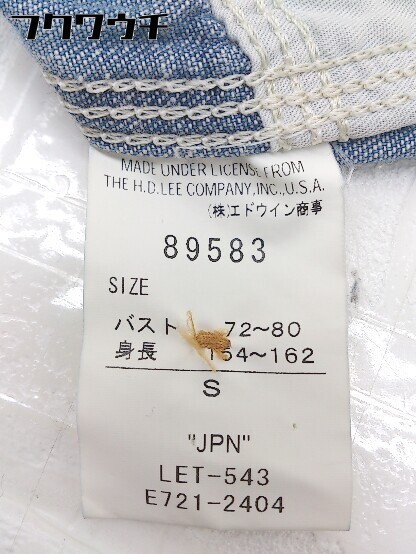 フクワウチ
MADE UNDER LICENSE FROM
THE H.D.LEE COMPANY,INC.,U.S.A.
(株)エドウイン商事
89583
SIZE
バスト 72～80
身長 154～162
S
"JPN"
LET-543
E721-2404